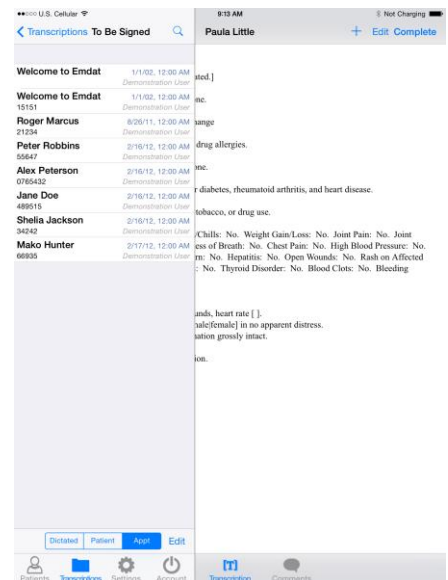 U.S. Cellular
9:13 AM
Not Charging
Transcriptions To Be Signed
Paula Little
+ Edit Complete
Welcome to Emdat 1/1/02, 12:00 AM
Demonstration User
Welcome to Emdat 1/1/02, 12:00 AM
15151 Demonstration User
Roger Marcus 8/26/11, 12:00 AM
21234 Demonstration User
Peter Robbins 2/16/12, 12:00 AM
55647 Demonstration User
Alex Peterson 2/16/12, 12:00 AM
0765432 Demonstration User
Jane Doe 2/16/12, 12:00 AM
489515 Demonstration User
Shelia Jackson 2/16/12, 12:00 AM
34242 Demonstration User
Mako Hunter 2/17/12, 12:00 AM
66935 Demonstration User
Dictated Patient Appt Edit
Patients Transcriptions Settings Account
ated.]
ne.
ange
drug allergies.
ne.
r diabetes, rheumatoid arthritis, and heart disease.
tobacco, or drug use.
/Chills: No. Weight Gain/Loss: No. Joint Pain: No. Joint
ess of Breath: No. Chest Pain: No. High Blood Pressure: No.
rn: No. Hepatitis: No. Open Wounds: No. Rash on Affected
: No. Thyroid Disorder: No. Blood Clots: No. Bleeding
unds, heart rate [ ].
nale|female] in no apparent distress.
ation grossly intact.
ion.
[T]
Transcription Comments